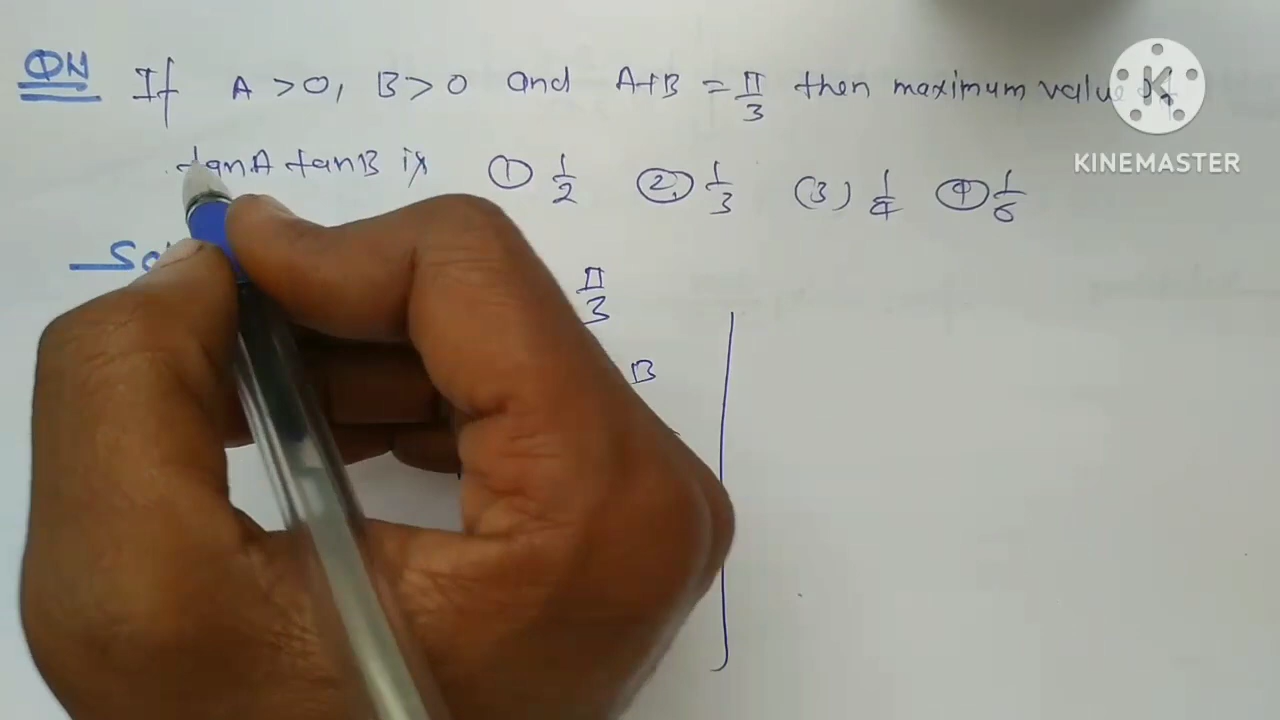 QN If A > 0, B > 0 and A+B = π/3 then maximum value
KINEMASTER
tanA tanB is ① 1/2 ② 1/3 (3) 1/4 ④ 1/6
π/3
B